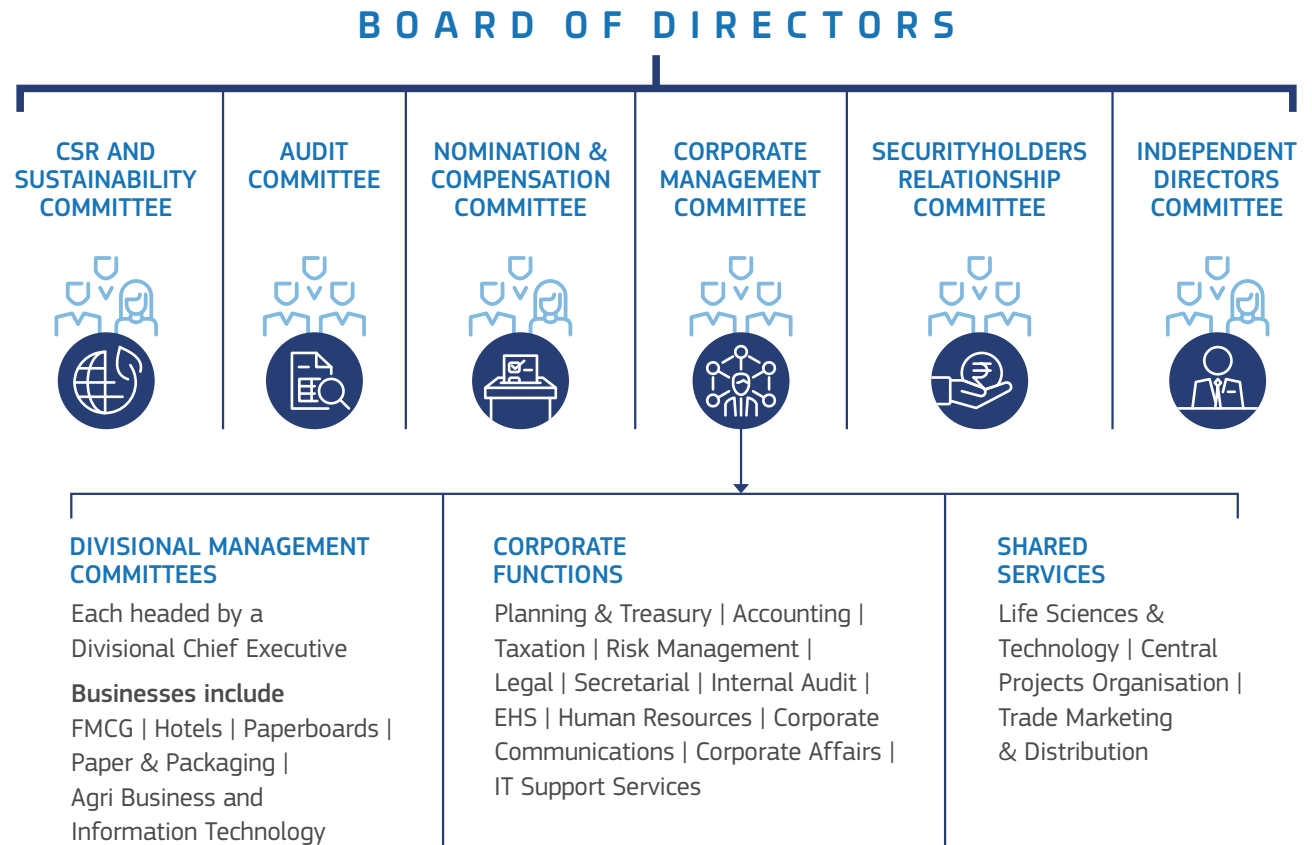 BOARD OF DIRECTORS
CSR AND
SUSTAINABILITY
COMMITTEE
AUDIT
COMMITTEE
NOMINATION &
COMPENSATION
COMMITTEE
CORPORATE
MANAGEMENT
COMMITTEE
SECURITYHOLDERS
RELATIONSHIP
COMMITTEE
INDEPENDENT
DIRECTORS
COMMITTEE
₹
DIVISIONAL MANAGEMENT
COMMITTEES
Each headed by a
Divisional Chief Executive
Businesses include
FMCG | Hotels | Paperboards |
Paper & Packaging |
Agri Business and
Information Technology
CORPORATE
FUNCTIONS
Planning & Treasury | Accounting |
Taxation | Risk Management |
Legal | Secretarial | Internal Audit |
EHS | Human Resources | Corporate
Communications | Corporate Affairs |
IT Support Services
SHARED
SERVICES
Life Sciences &
Technology | Central
Projects Organisation |
Trade Marketing
& Distribution